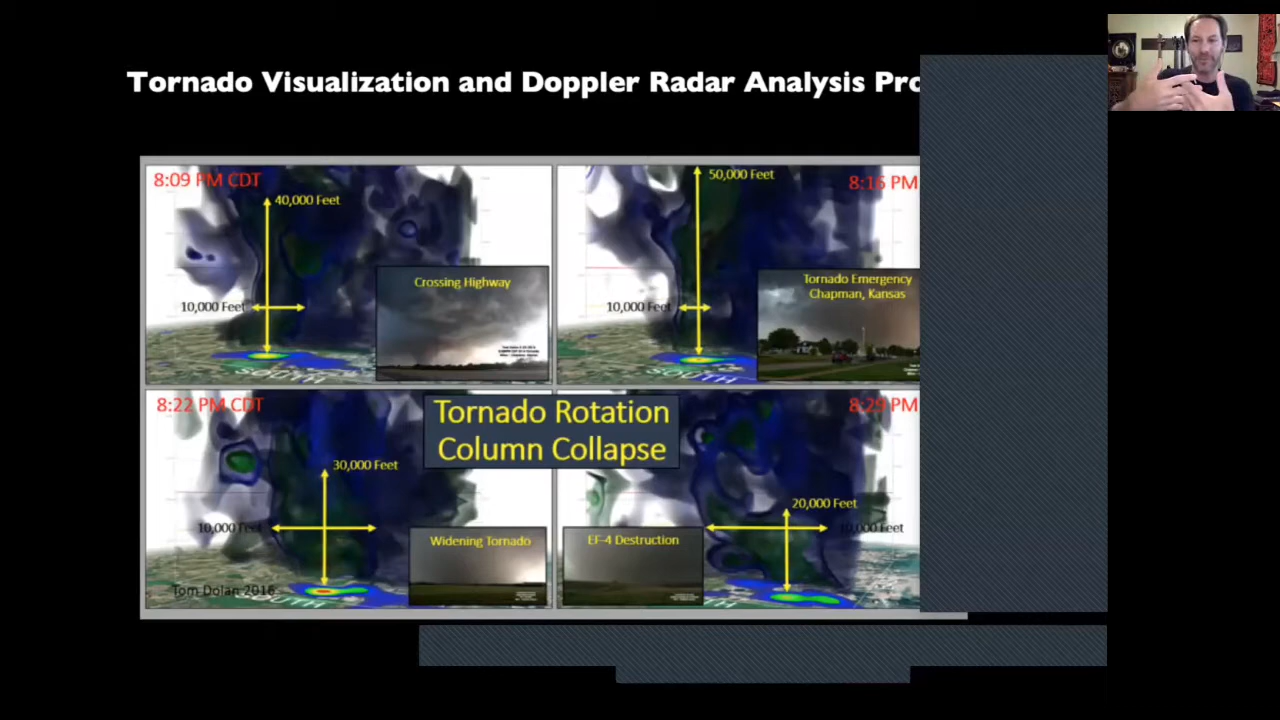 Tornado Visualization and Doppler Radar Analysis Pro
8:09 PM CDT
40,000 Feet
10,000 Feet
Crossing Highway
SOUTH
50,000 Feet
8:16 PM
10,000 Feet
Tornado Emergency
Chapman, Kansas
SOUTH
8:22 PM CDT
30,000 Feet
10,000 Feet
Widening Tornado
Tom Dolan 2016
SOUTH
Tornado Rotation
Column Collapse
8:29 PM
20,000 Feet
10,000 Feet
EF-4 Destruction